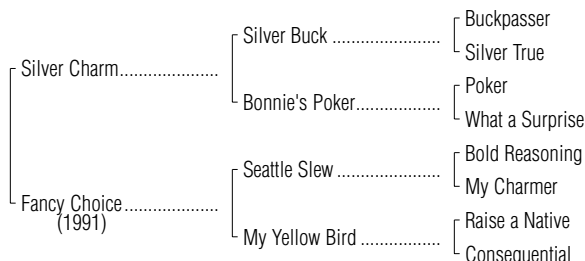 Buckpasser
Silver Buck ......................
Silver True
Silver Charm....................
Poker
Bonnie's Poker.................
What a Surprise
Bold Reasoning
Seattle Slew .....................
My Charmer
Fancy Choice...................
(1991)
Raise a Native
My Yellow Bird ................
Consequential